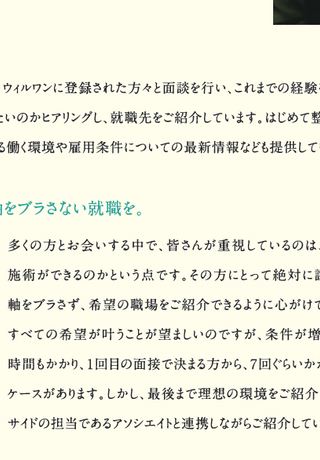 ウィルワンに登録された方々と面談を行い、これまでの経験
たいのかヒアリングし、就職先をご紹介しています。はじめて整
る働く環境や雇用条件についての最新情報なども提供して
軸をブラさない就職を。
多くの方とお会いする中で、皆さんが重視しているのは、
施術ができるのかという点です。その方にとって絶対に
軸をブラさず、希望の職場をご紹介できるように心がけて
すべての希望が叶うことが望ましいのですが、条件が増
時間もかかり、1回目の面接で決まる方から、7回ぐらいか
ケースがあります。しかし、最後まで理想の環境をご紹介
サイドの担当であるアソシエイトと連携しながらご紹介してい